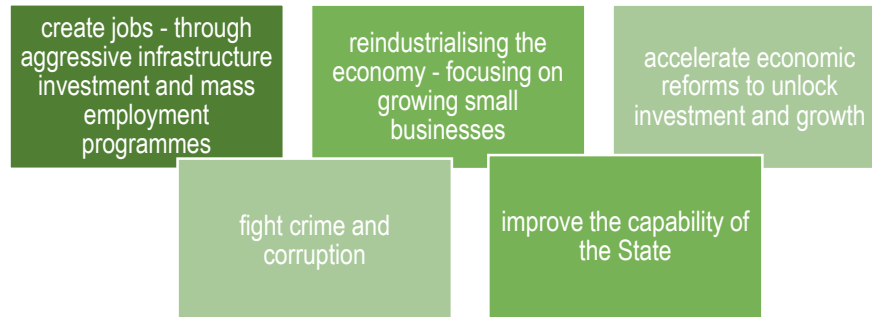 create jobs - through
aggressive infrastructure
investment and mass
employment
programmes
reindustrialising the
economy - focusing on
growing small
businesses
accelerate economic
reforms to unlock
investment and growth
fight crime and
corruption
improve the capability of
the State